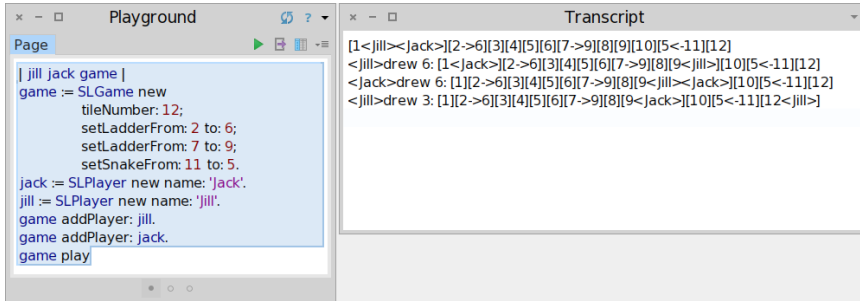 Playground
?
Page
| jill jack game |
game := SLGame new
tileNumber: 12;
setLadderFrom: 2 to: 6;
setLadderFrom: 7 to: 9;
setSnakeFrom: 11 to: 5.
jack := SLPlayer new name: 'Jack'.
jill := SLPlayer new name: 'Jill'.
game addPlayer: jill.
game addPlayer: jack.
game play
Transcript
[1<Jill><Jack>][2->6][3][4][5][6][7->9][8][9][10][5<-11][12]
<Jill>drew 6: [1<Jack>][2->6][3][4][5][6][7->9][8][9<Jill>][10][5<-11][12]
<Jack>drew 6: [1][2->6][3][4][5][6][7->9][8][9<Jill><Jack>][10][5<-11][12]
<Jill>drew 3: [1][2->6][3][4][5][6][7->9][8][9<Jack>][10][5<-11][12<Jill>]